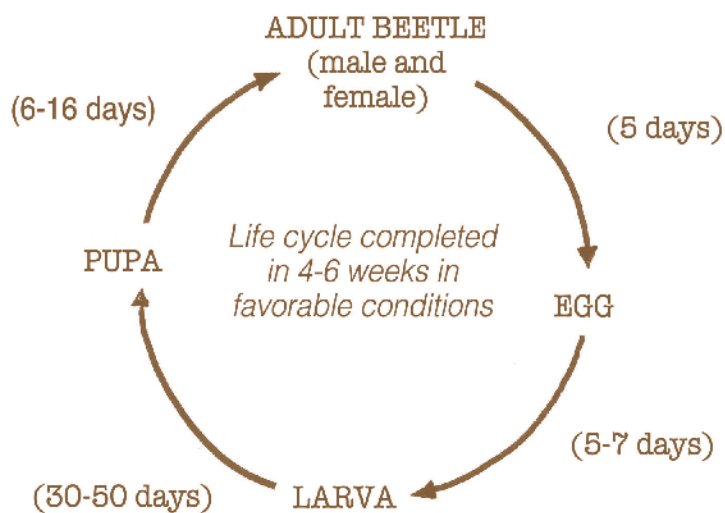 ADULT BEETLE
(male and
female)
(5 days)
EGG
(5-7 days)
LARVA
(30-50 days)
PUPA
(6-16 days)
Life cycle completed
in 4-6 weeks in
favorable conditions